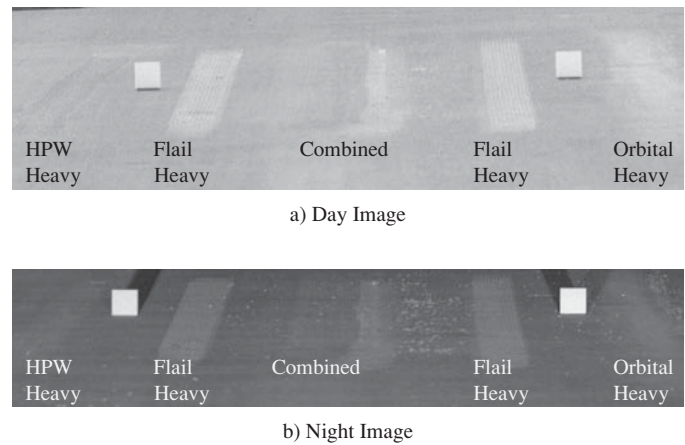 HPW Heavy
Flail Heavy
Combined
Flail Heavy
Orbital Heavy
a) Day Image
HPW Heavy
Flail Heavy
Combined
Flail Heavy
Orbital Heavy
b) Night Image